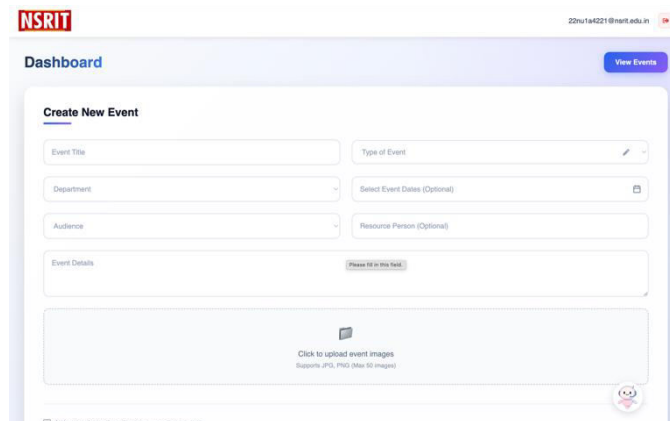 NSRIT
22nu1a4221@nsrit.edu.in
Dashboard
View Events
Create New Event
Event Title
Type of Event
Department
Select Event Dates (Optional)
Audience
Resource Person (Optional)
Event Details
Please fill in this field.
Click to upload event images
Supports JPG, PNG (Max 50 images)